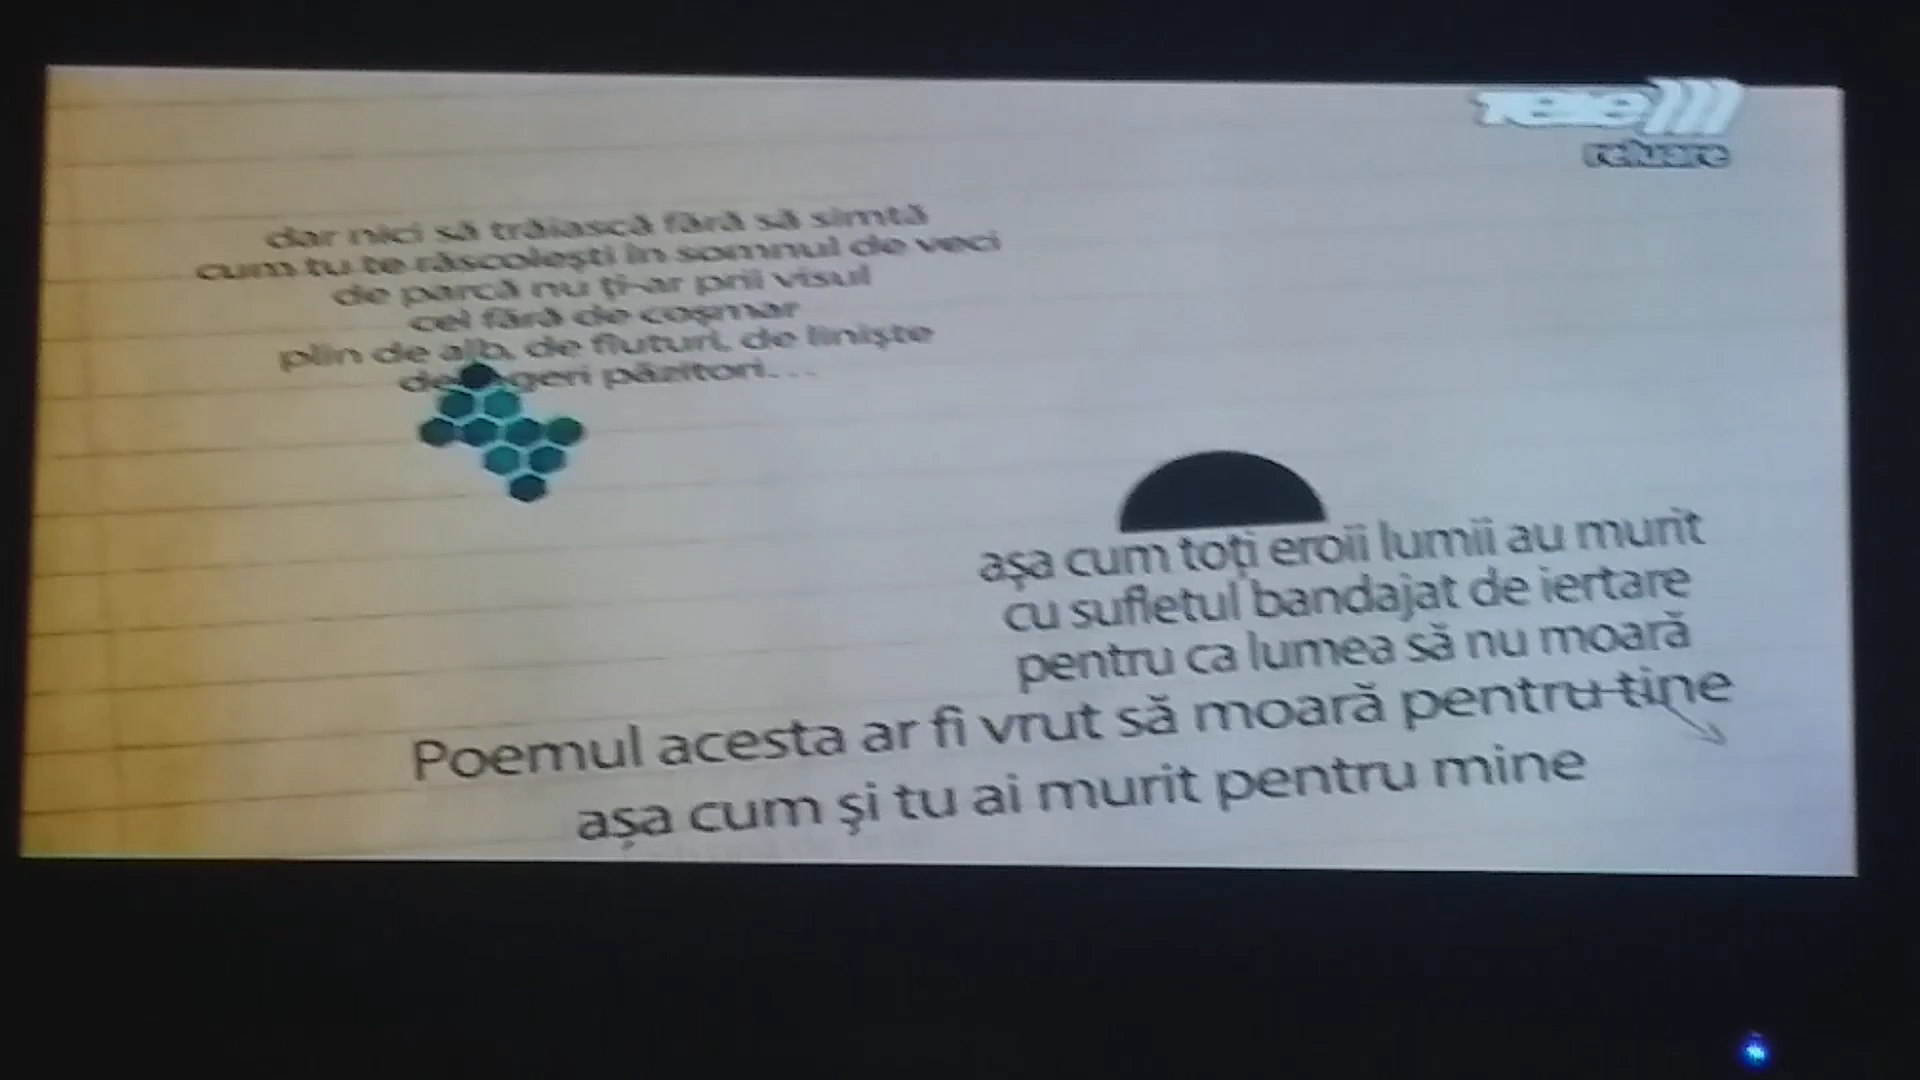 Tele
reluare
dar nici să trăiască fără să simtă
cum tu te răscolești în somnul de veci
de parcă nu ți-ar prii visul
cel fără de coșmar
plin de alb, de fluturi, de liniște
geri păzitori...
așa cum toți eroii lumii au murit
cu sufletul bandajat de iertare
pentru ca lumea să nu moară
Poemul acesta ar fi vrut să moară pentru tine
așa cum și tu ai murit pentru mine